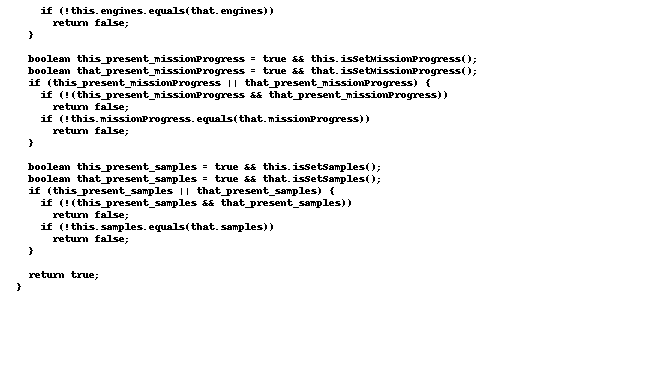 if (!this.engines.equals(that.engines))
return false;
}
boolean this_present_missionProgress = true && this.isSetMissionProgress();
boolean that_present_missionProgress = true && that.isSetMissionProgress();
if (this_present_missionProgress || that_present_missionProgress) {
if (!(this_present_missionProgress && that_present_missionProgress))
return false;
if (!this.missionProgress.equals(that.missionProgress))
return false;
}
boolean this_present_samples = true && this.isSetSamples();
boolean that_present_samples = true && that.isSetSamples();
if (this_present_samples || that_present_samples) {
if (!(this_present_samples && that_present_samples))
return false;
if (!this.samples.equals(that.samples))
return false;
}
return true;
}